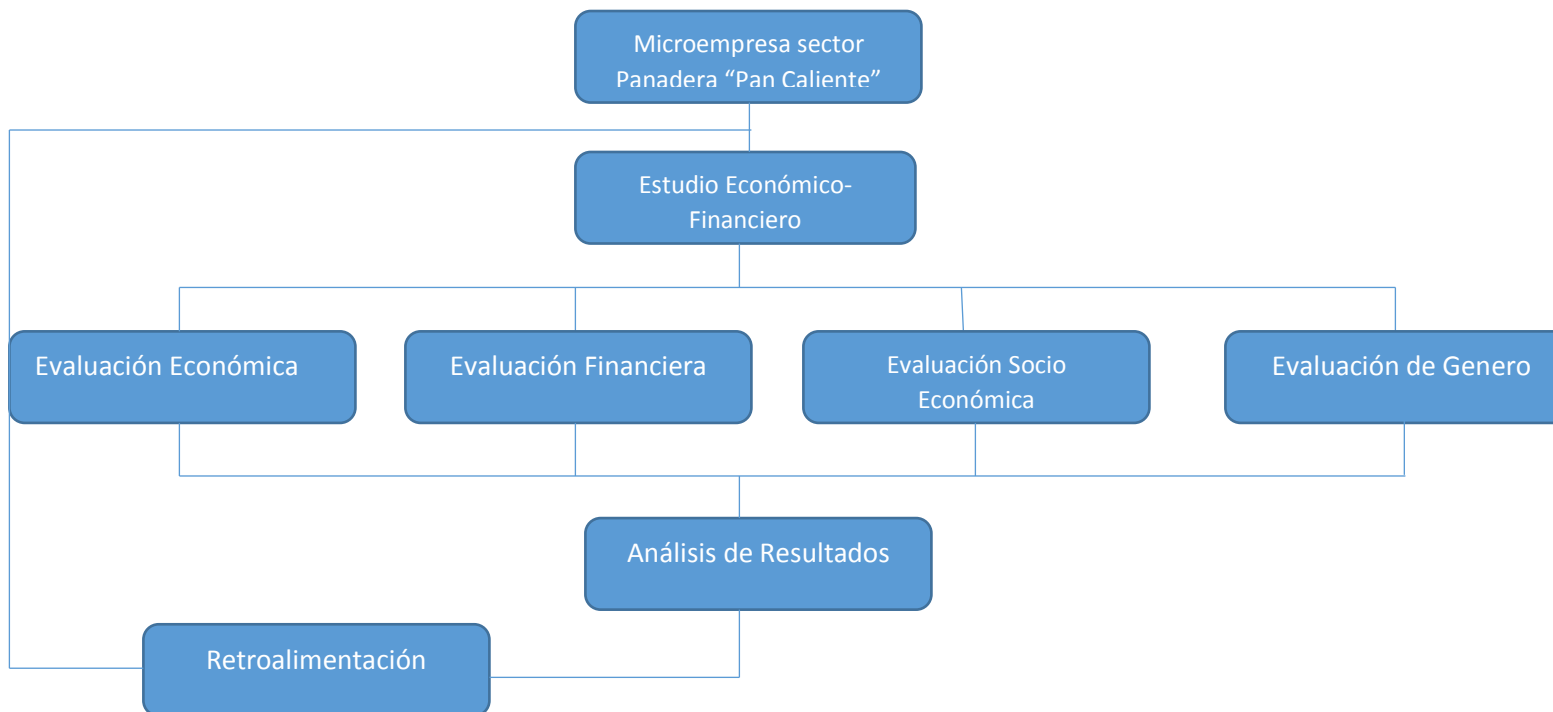 Microempresa sector
Panadera “Pan Caliente”
Estudio Económico-
Financiero
Evaluación Económica
Evaluación Financiera
Evaluación Socio
Económica
Evaluación de Genero
Análisis de Resultados
Retroalimentación